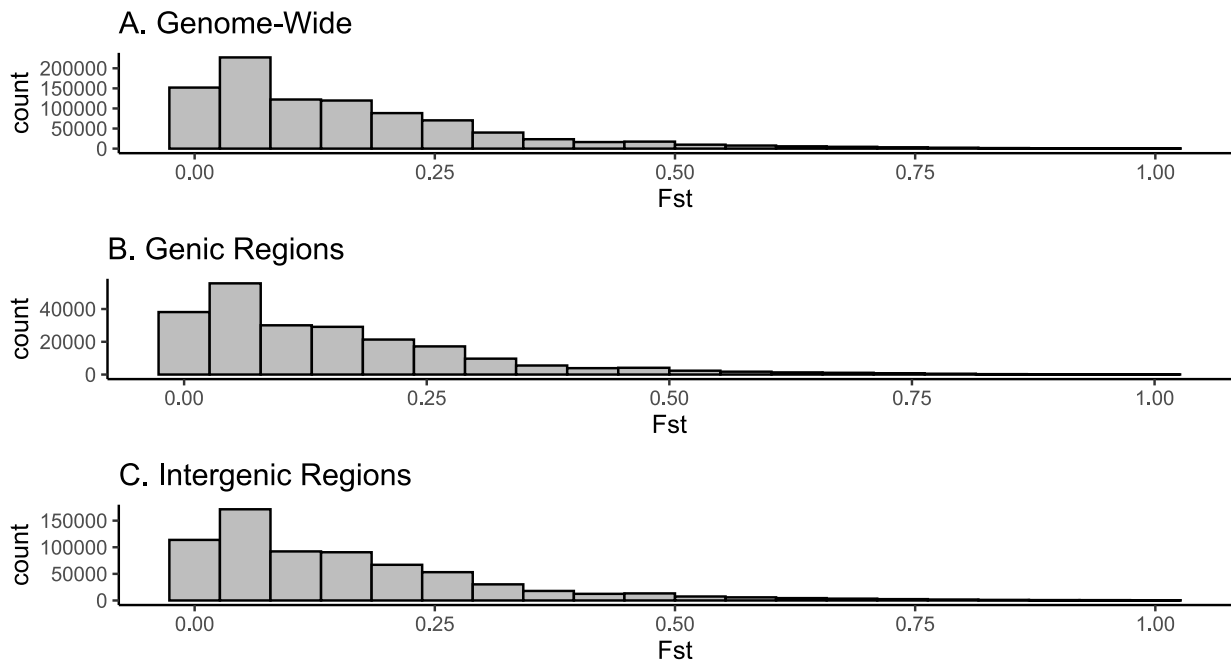 A. Genome-Wide
count
200000
150000
100000
50000
0
0.00 0.25 0.50 0.75 1.00
Fst
B. Genic Regions
count
40000
20000
0
0.00 0.25 0.50 0.75 1.00
Fst
C. Intergenic Regions
count
150000
100000
50000
0
0.00 0.25 0.50 0.75 1.00
Fst